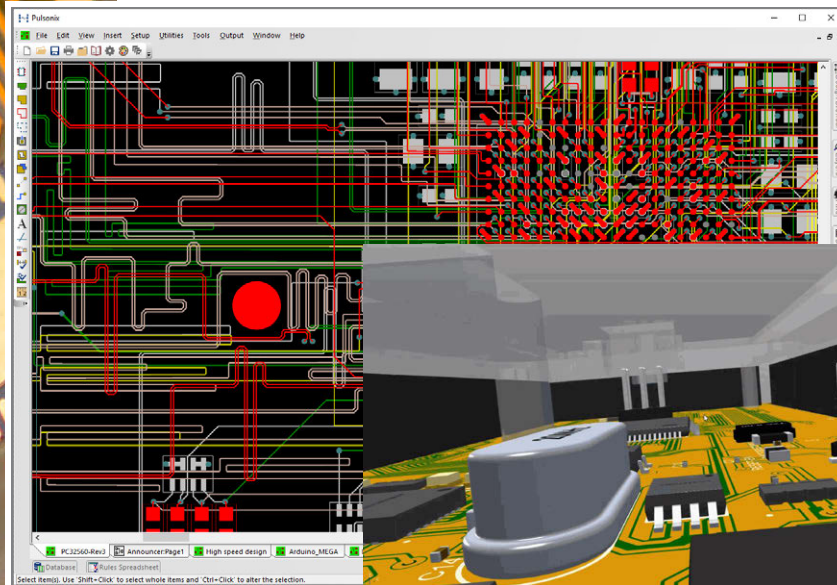 Pulsonix
File Edit View Insert Setup Utilities Tools Output Window Help
PC32560-Rev3 Announcer:Page1 High speed design Arduino_MEGA
Database Rules Spreadsheet
Select item(s). Use 'Shift+Click' to select whole items and 'Ctrl+Click' to alter the selection.